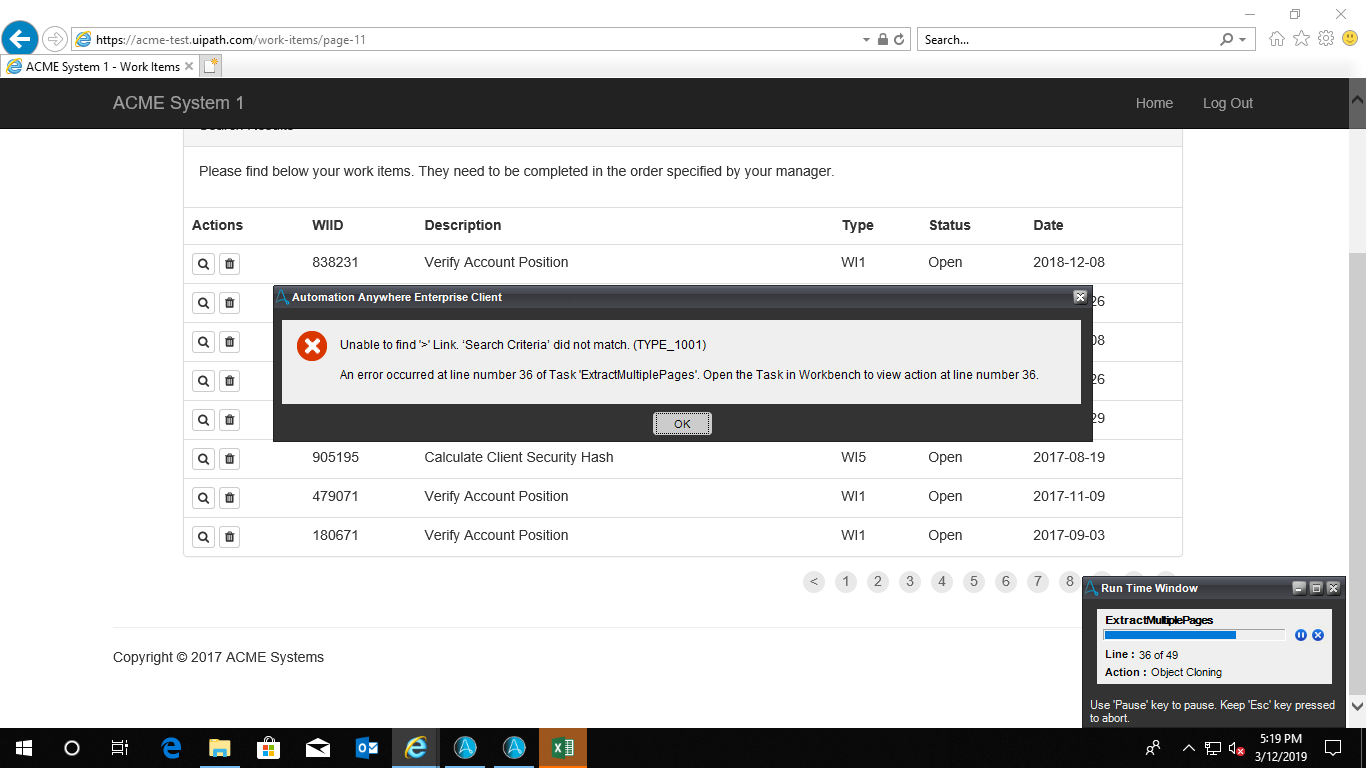 https://acme-test.uipath.com/work-items/page-11
Search...
ACME System 1 - Work Items
ACME System 1
Home
Log Out
Search Results
Please find below your work items. They need to be completed in the order specified by your manager.
Actions WIID Description Type Status Date
838231 Verify Account Position WI1 Open 2018-12-08
26
08
26
29
Automation Anywhere Enterprise Client
Unable to find '>' Link. 'Search Criteria' did not match. (TYPE_1001)
An error occurred at line number 36 of Task 'ExtractMultiplePages'. Open the Task in Workbench to view action at line number 36.
OK
905195 Calculate Client Security Hash WI5 Open 2017-08-19
479071 Verify Account Position WI1 Open 2017-11-09
180671 Verify Account Position WI1 Open 2017-09-03
< 1 2 3 4 5 6 7 8
Copyright © 2017 ACME Systems
Run Time Window
ExtractMultiplePages
Line : 36 of 49
Action : Object Cloning
Use 'Pause' key to pause. Keep 'Esc' key pressed
to abort.
5:19 PM
3/12/2019